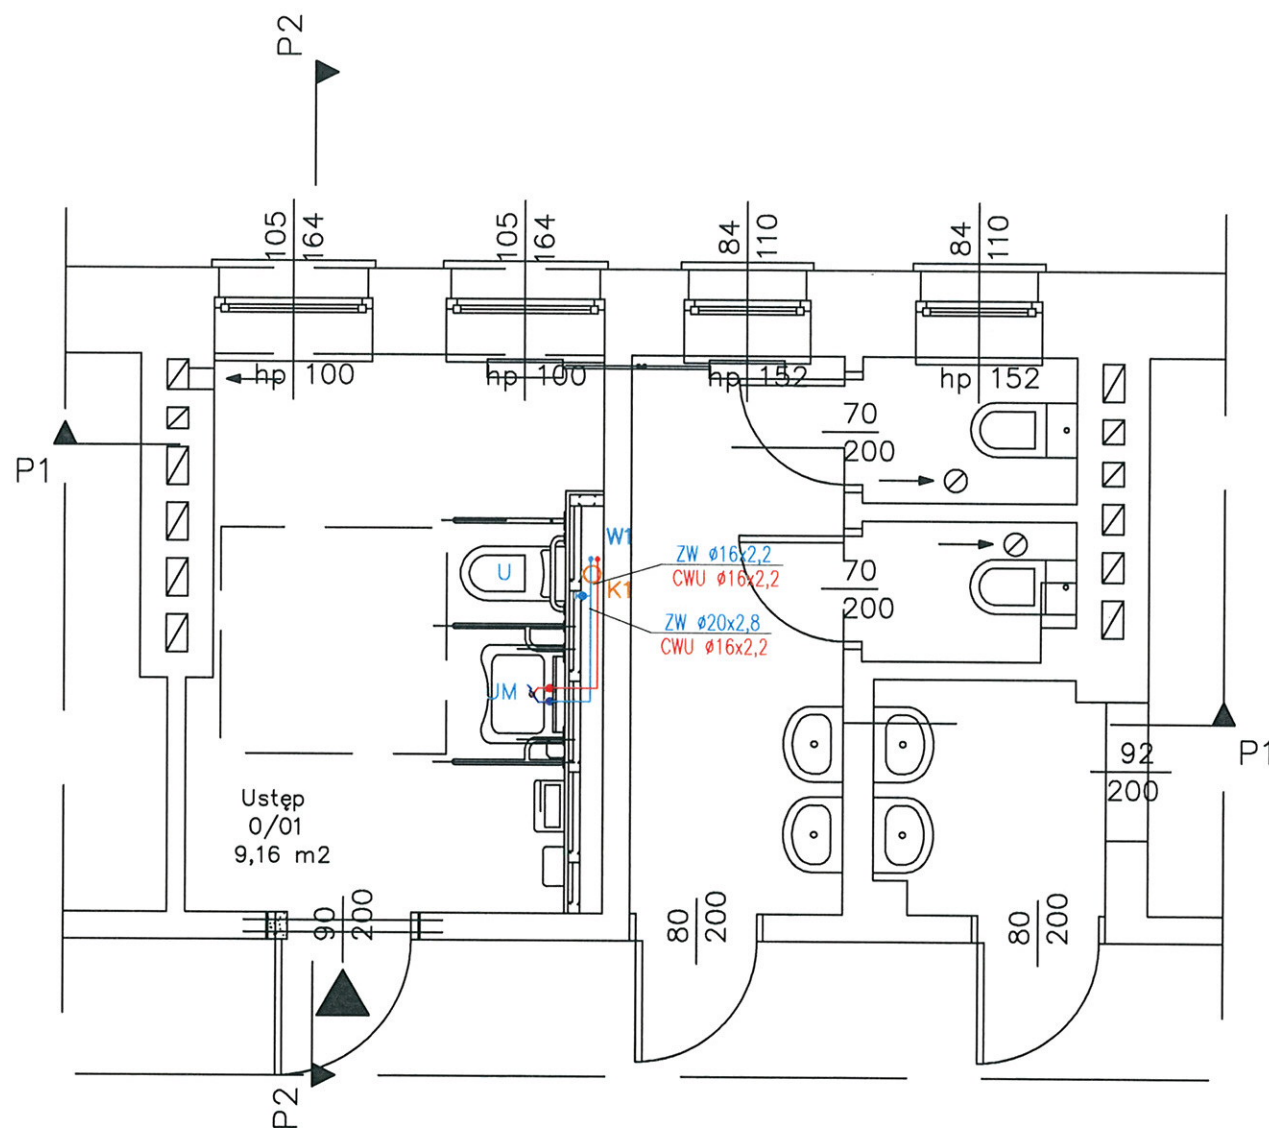 P2
105
164
105
164
84
110
84
110
hp 100
hp 100
hp 152
hp 152
P1
70
200
W1
ZW ø16x2,2
CWU ø16x2,2
U
K1
70
200
ZW ø20x2,8
CWU ø16x2,2
UM
P1
92
200
Ustęp
0/01
9,16 m2
90
200
80
200
80
200
P2